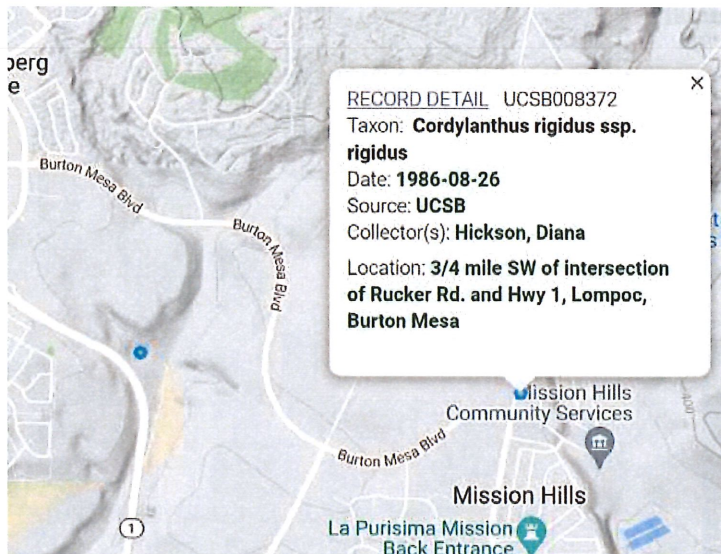 berg
e
×
RECORD DETAIL UCSB008372
Taxon: Cordylanthus rigidus ssp.
rigidus
Date: 1986-08-26
Source: UCSB
Collector(s): Hickson, Diana
Location: 3/4 mile SW of intersection
of Rucker Rd. and Hwy 1, Lompoc,
Burton Mesa
Burton Mesa Blvd
Burton Mesa Blvd
Mission Hills
Community Services
Burton Mesa Blvd
Mission Hills
1
La Purisima Mission
Back Entrance